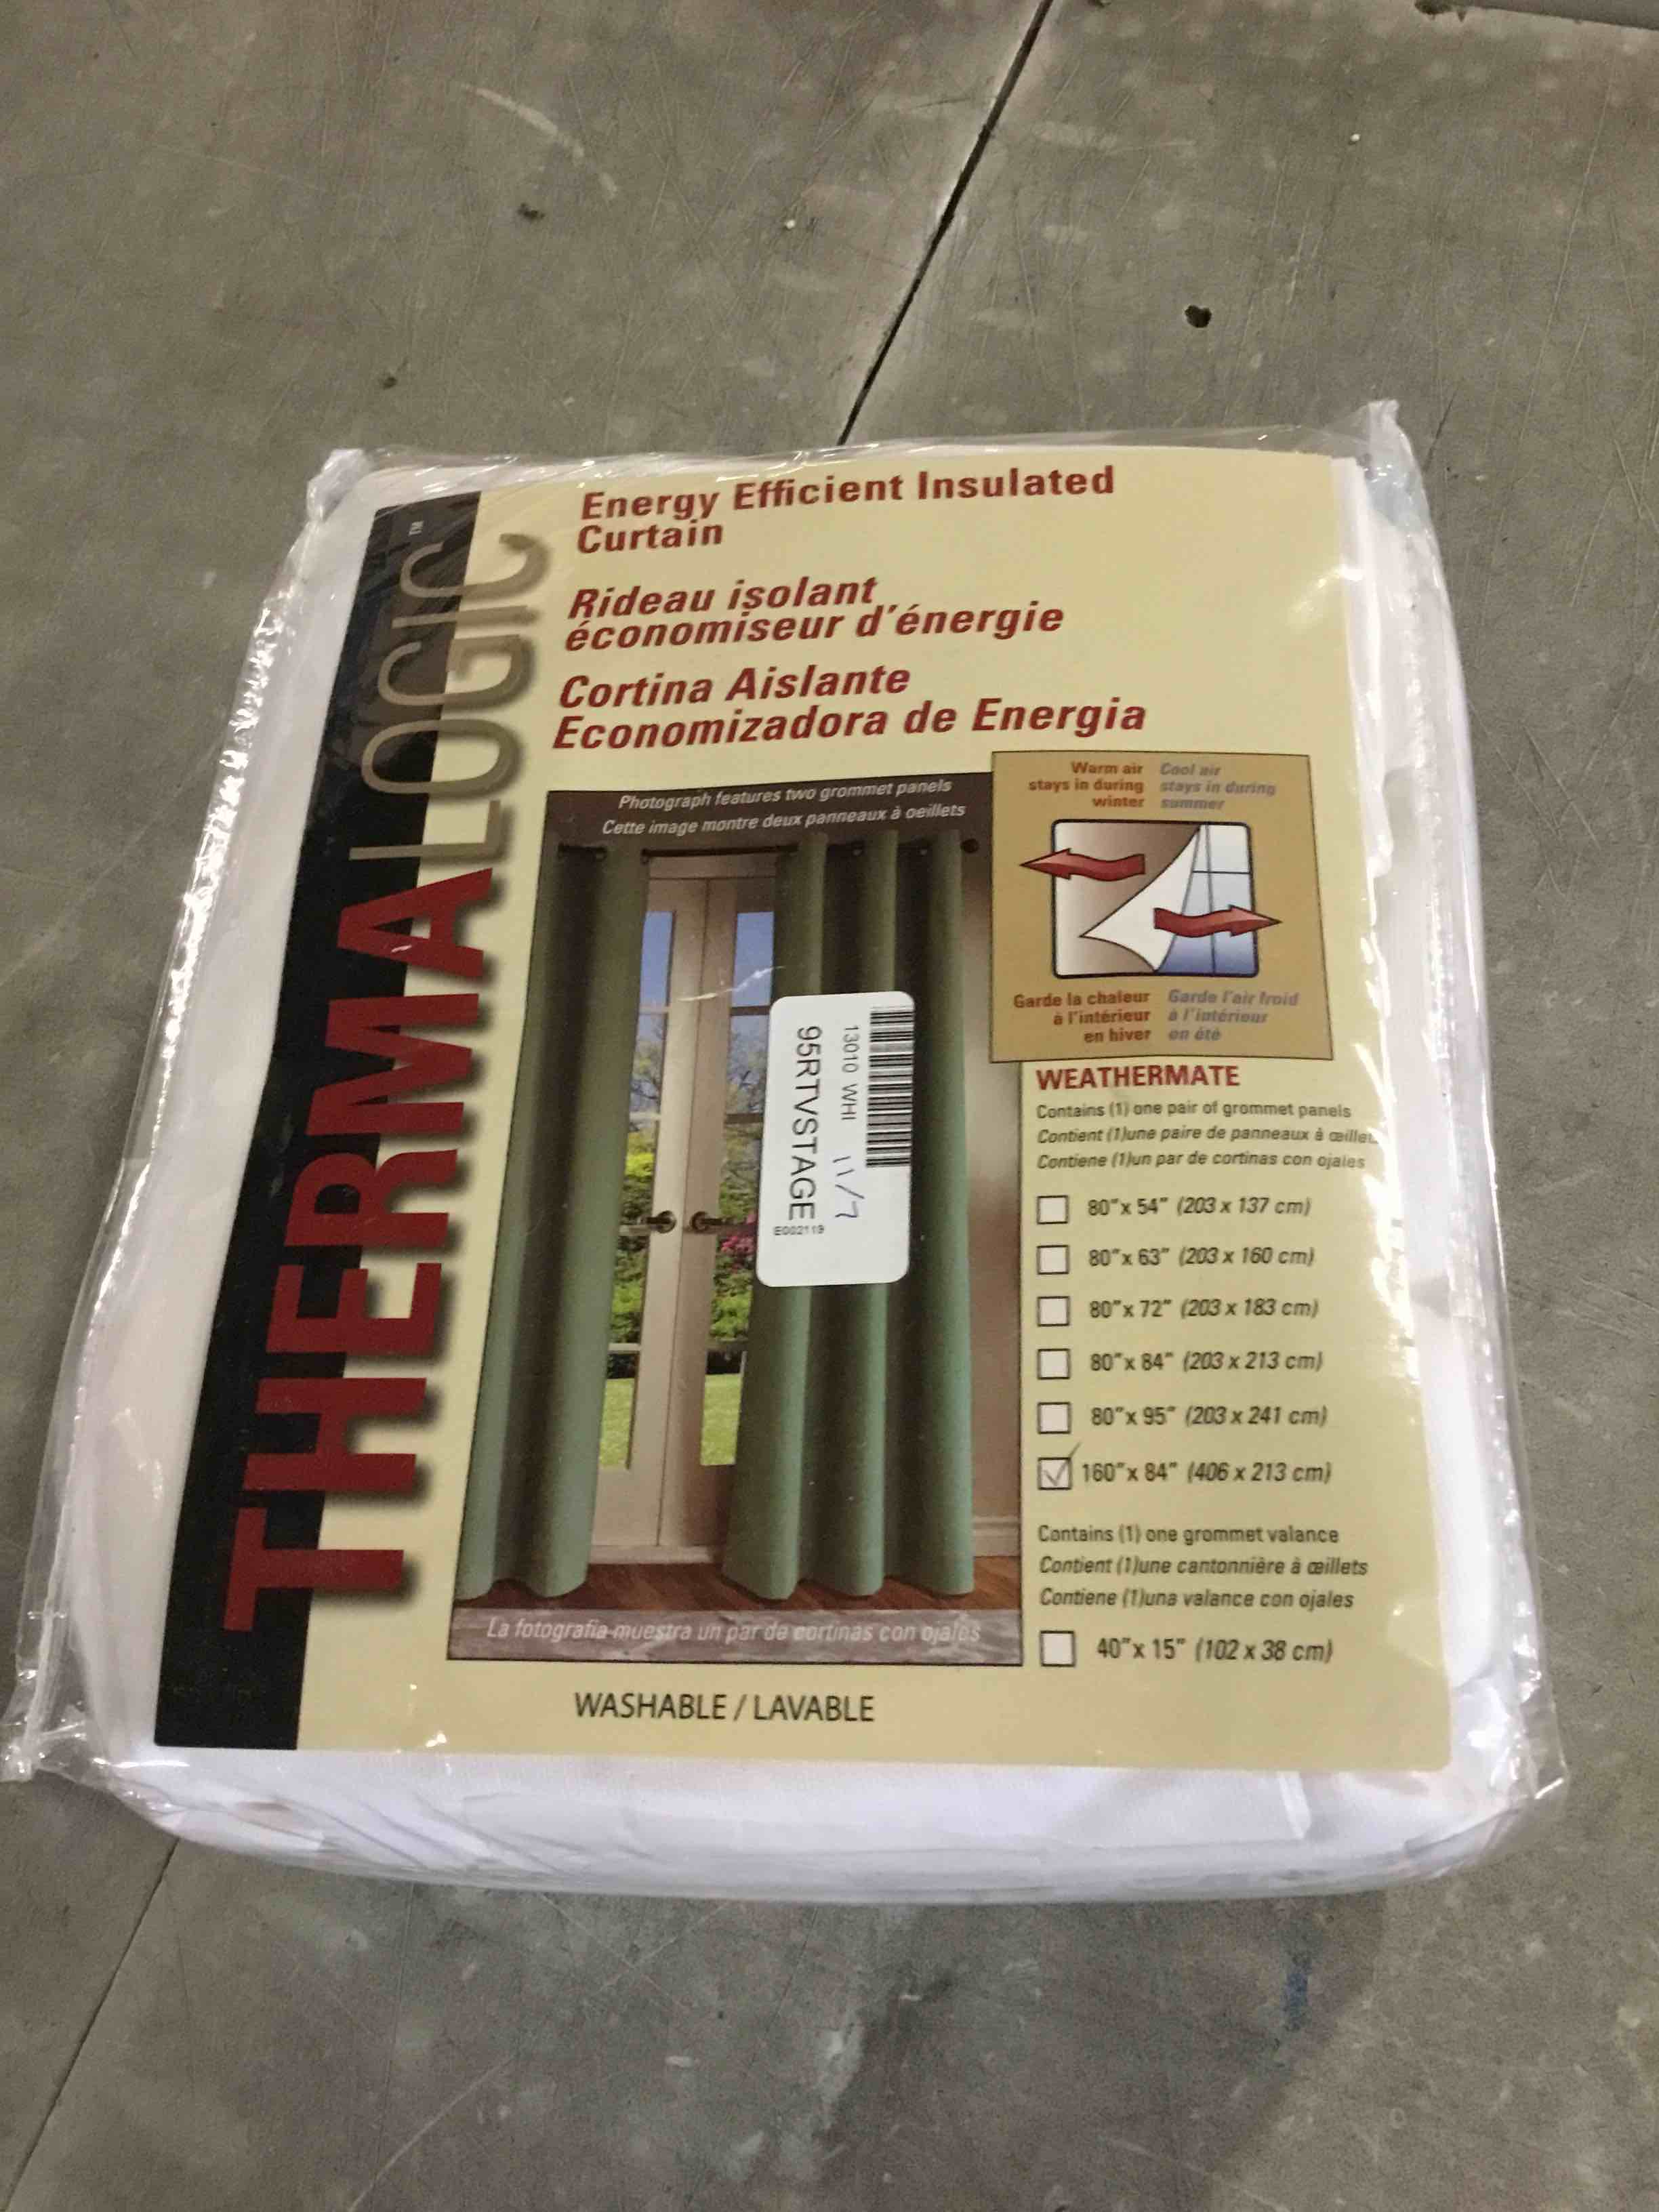 THERMALOGIC™
Energy Efficient Insulated
Curtain
Rideau isolant
économiseur d'énergie
Cortina Aislante
Economizadora de Energia
Photograph features two grommet panels
Cette image montre deux panneaux à oeillets
Warm air
stays in during
winter
Cool air
stays in during
summer
Garde la chaleur
à l'intérieur
en hiver
Garde l'air froid
à l'intérieur
en été
13010 WHI
11/7
95RTVSTAGE
E002119
WEATHERMATE
Contains (1) one pair of grommet panels
Contient (1)une paire de panneaux à œillet
Contiene (1)un par de cortinas con ojales
80"x 54" (203 x 137 cm)
80"x 63" (203 x 160 cm)
80"x 72" (203 x 183 cm)
80"x 84" (203 x 213 cm)
80"x 95" (203 x 241 cm)
160"x 84" (406 x 213 cm)
Contains (1) one grommet valance
Contient (1)une cantonnière à œillets
Contiene (1)una valance con ojales
40"x 15" (102 x 38 cm)
La fotografia muestra un par de cortinas con ojales
WASHABLE / LAVABLE